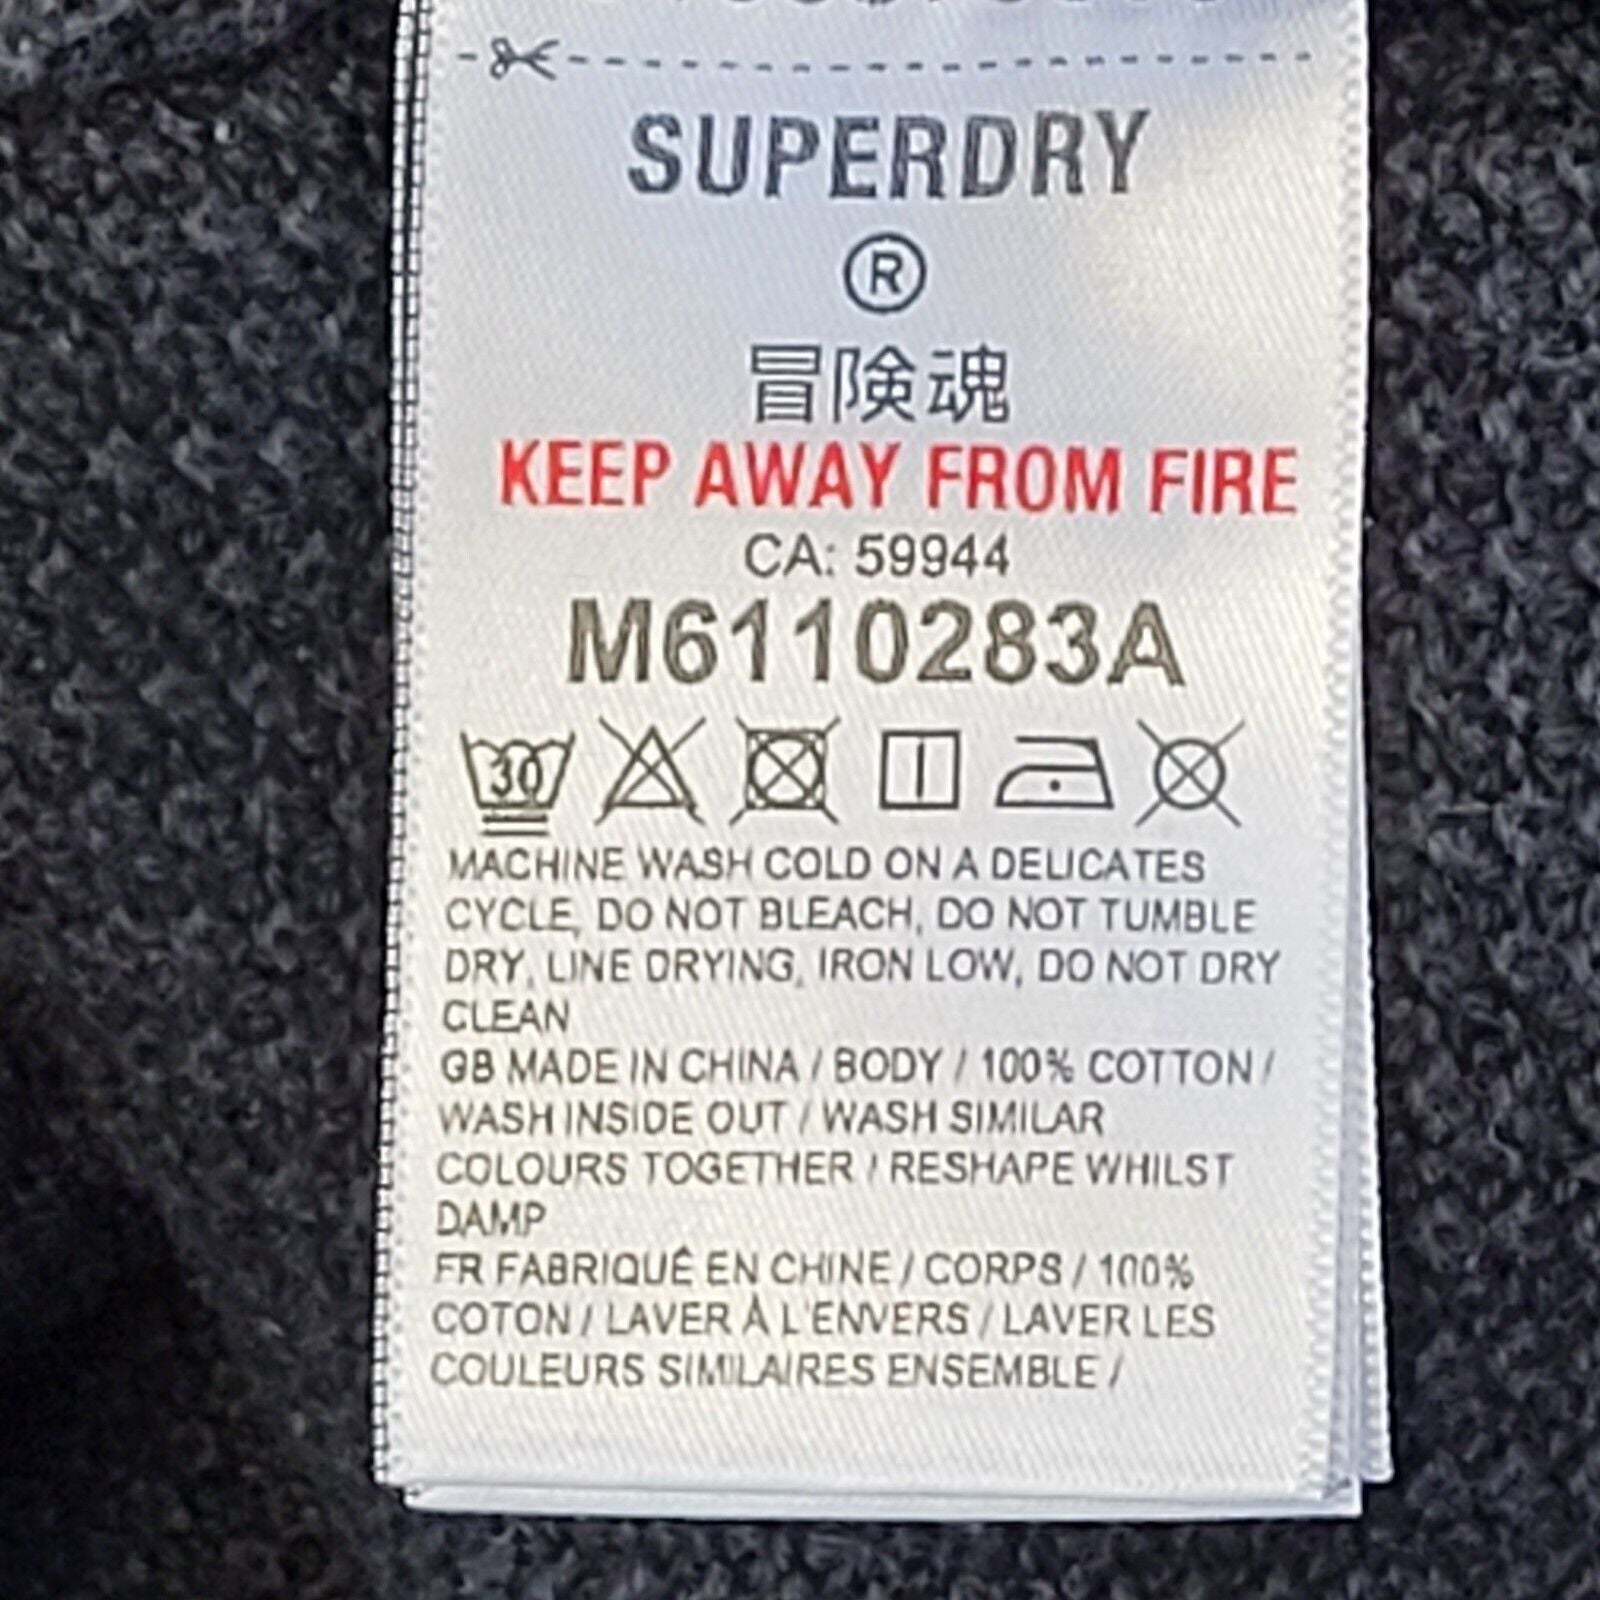 SUPERDRY
®
冒険魂
KEEP AWAY FROM FIRE
CA: 59944
M6110283A
30
MACHINE WASH COLD ON A DELICATES
CYCLE, DO NOT BLEACH, DO NOT TUMBLE
DRY, LINE DRYING, IRON LOW, DO NOT DRY
CLEAN
GB MADE IN CHINA / BODY / 100% COTTON /
WASH INSIDE OUT / WASH SIMILAR
COLOURS TOGETHER / RESHAPE WHILST
DAMP
FR FABRIQUÉ EN CHINE / CORPS / 100%
COTON / LAVER À L'ENVERS / LAVER LES
COULEURS SIMILAIRES ENSEMBLE /